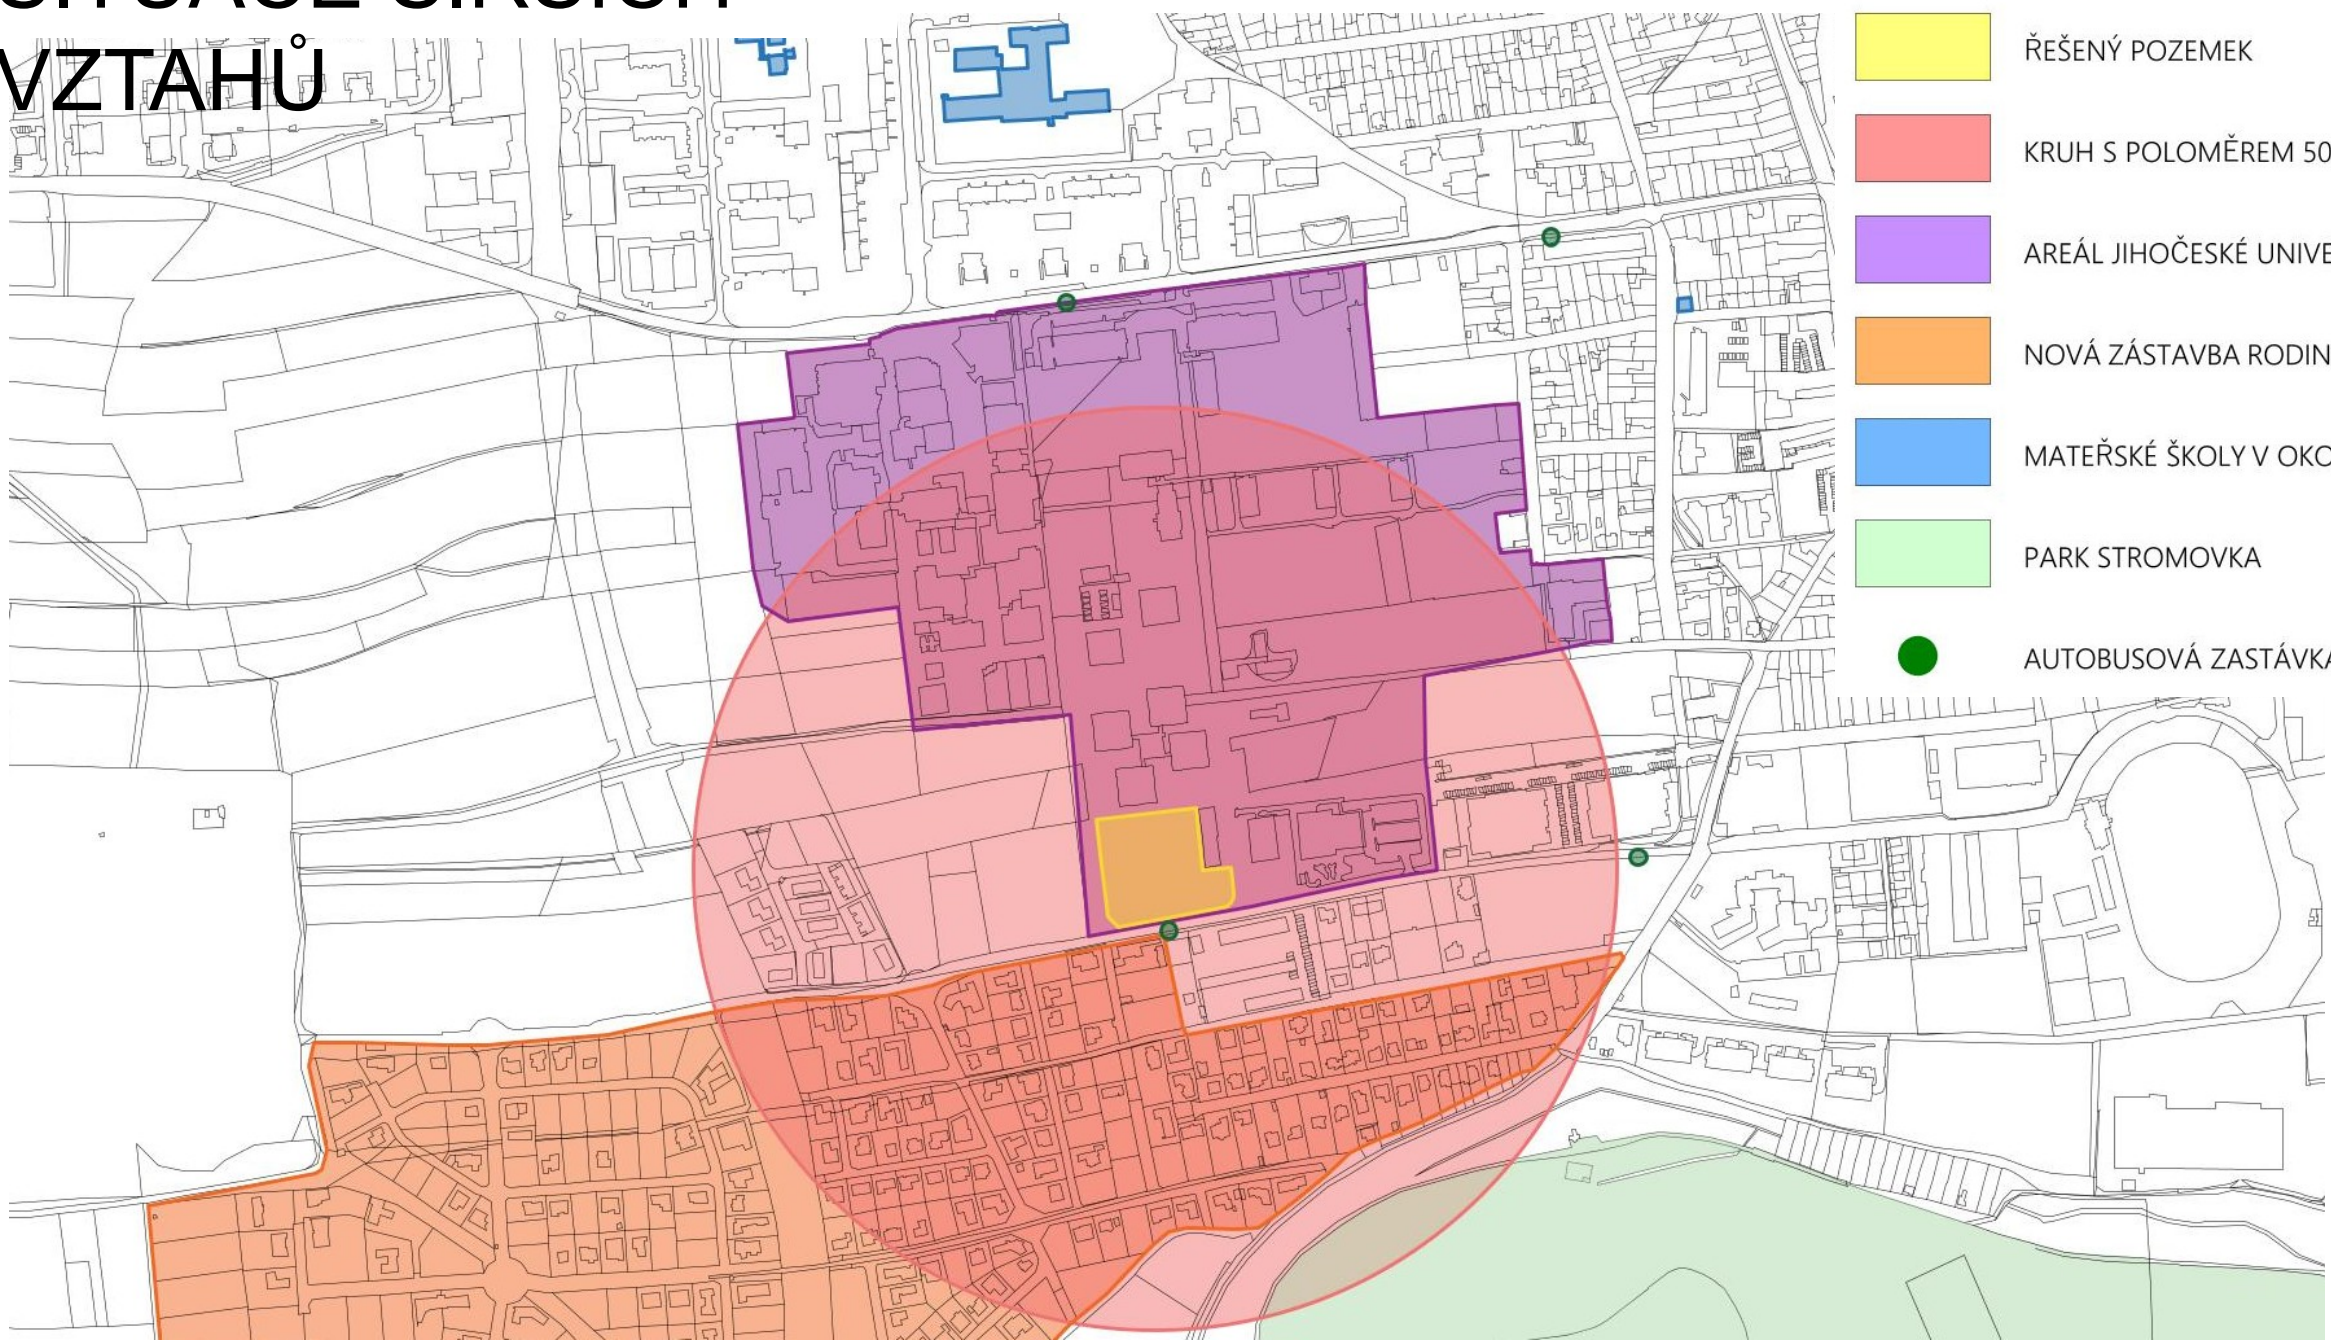 VZTAHŮ
ŘEŠENÝ POZEMEK
KRUH S POLOMĚREM 50
AREÁL JIHOČESKÉ UNIVE
NOVÁ ZÁSTAVBA RODIN
MATEŘSKÉ ŠKOLY V OKO
PARK STROMOVKA
AUTOBUSOVÁ ZASTÁVKA